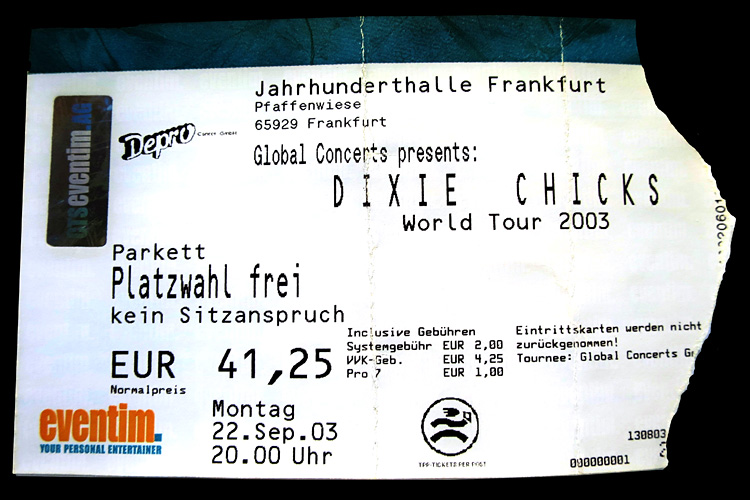 Jahrhunderthalle Frankfurt
Pfaffenwiese
65929 Frankfurt
eventim.AG
Depro Concert GmbH
Global Concerts presents:
DIXIE CHICKS
World Tour 2003
Parkett
Platzwahl frei
kein Sitzanspruch
EUR 41,25
Normalpreis
Inclusive Gebühren
Systemgebühr EUR 2,00
VVK-Geb. EUR 4,25
Pro 7 EUR 1,00
Eintrittskarten werden nicht
zurückgenommen!
Tournee: Global Concerts
eventim.
YOUR PERSONAL ENTERTAINER
Montag
22.Sep.03
20.00 Uhr
130803
000000001